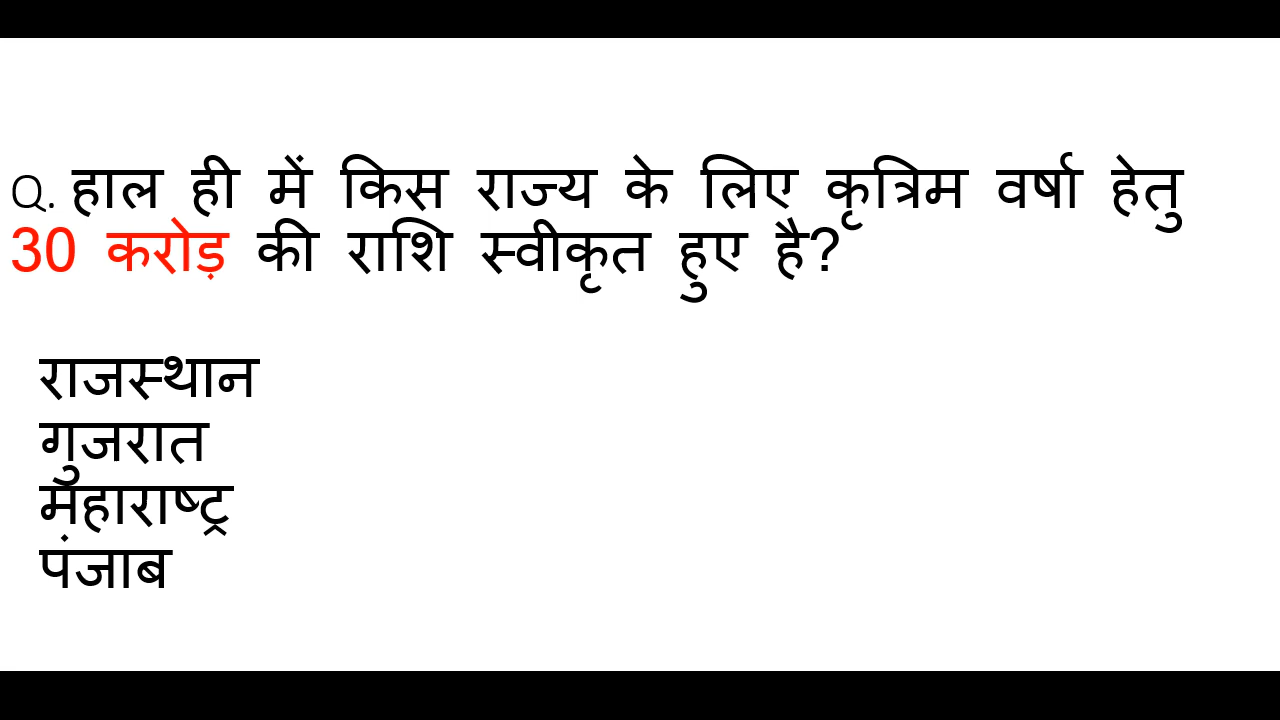 Q. हाल ही में किस राज्य के लिए कृत्रिम वर्षा हेतु
30 करोड़ की राशि स्वीकृत हुए है?
राजस्थान
गुजरात
महाराष्ट्र
पंजाब